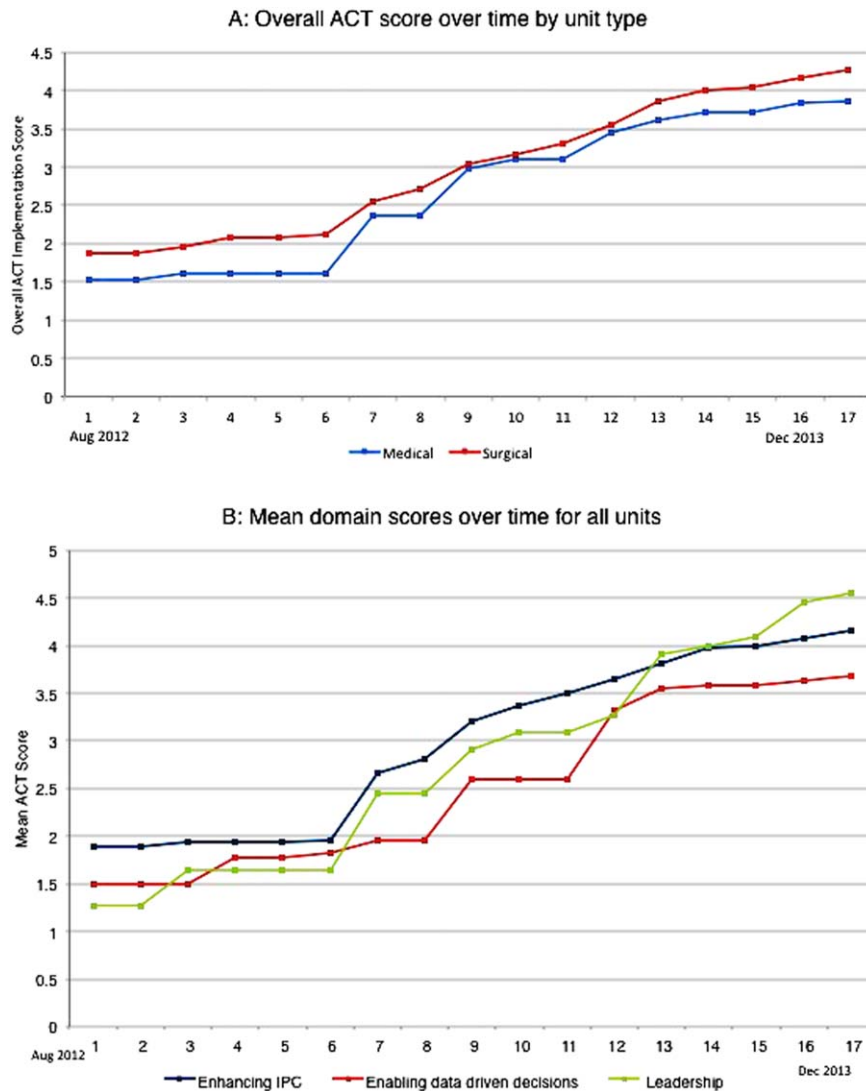 A: Overall ACT score over time by unit type
Overall ACT Implementation Score
4.5
4
3.5
3
2.5
2
1.5
1
0.5
0
1 2 3 4 5 6 7 8 9 10 11 12 13 14 15 16 17
Aug 2012 Dec 2013
Medical Surgical
B: Mean domain scores over time for all units
Mean ACT Score
5
4.5
4
3.5
3
2.5
2
1.5
1
0.5
0
1 2 3 4 5 6 7 8 9 10 11 12 13 14 15 16 17
Aug 2012 Dec 2013
Enhancing IPC Enabling data driven decisions Leadership